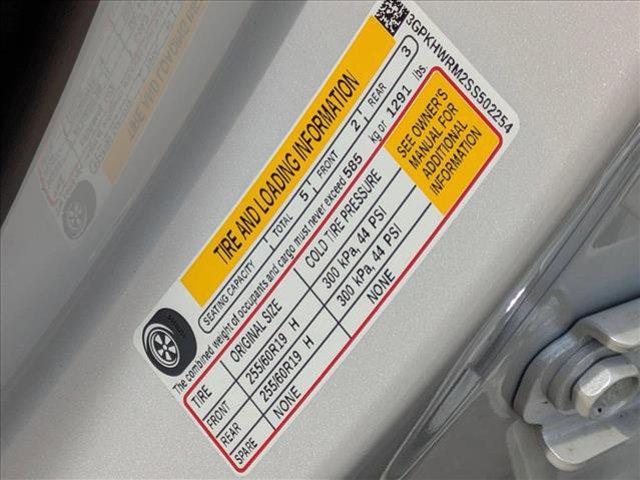 3GPKHWRM2SS502254
TIRE AND LOADING INFORMATION
SEATING CAPACITY TOTAL 5 FRONT 2 REAR 3
The combined weight of occupants and cargo must never exceed 585 kg or 1291 lbs.
TIRE ORIGINAL SIZE COLD TIRE PRESSURE
FRONT 255/60R19 H 300 kPa, 44 PSI
REAR 255/60R19 H 300 kPa, 44 PSI
SPARE NONE NONE
SEE OWNER'S
MANUAL FOR
ADDITIONAL
INFORMATION